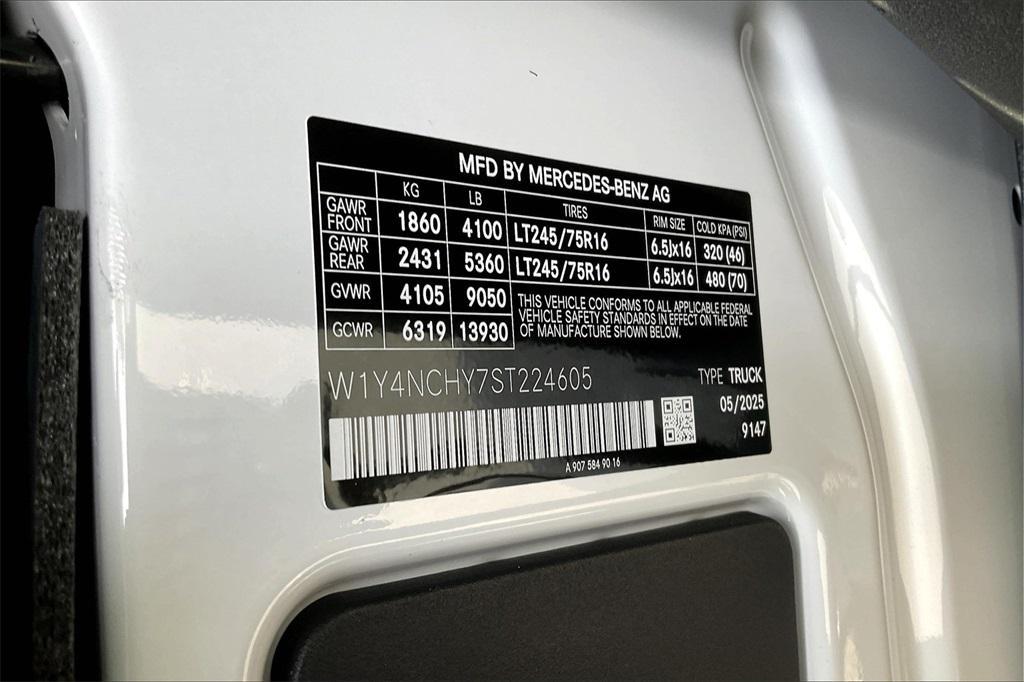 MFD BY MERCEDES-BENZ AG
KG LB TIRES RIM SIZE COLD KPA (PSI)
GAWR FRONT 1860 4100 LT245/75R16 6.5Jx16 320 (46)
GAWR REAR 2431 5360 LT245/75R16 6.5Jx16 480 (70)
GVWR 4105 9050
GCWR 6319 13930
THIS VEHICLE CONFORMS TO ALL APPLICABLE FEDERAL
VEHICLE SAFETY STANDARDS IN EFFECT ON THE DATE
OF MANUFACTURE SHOWN BELOW.
W1Y4NCHY7ST224605
TYPE TRUCK
05/2025
9147
A 907 584 90 16